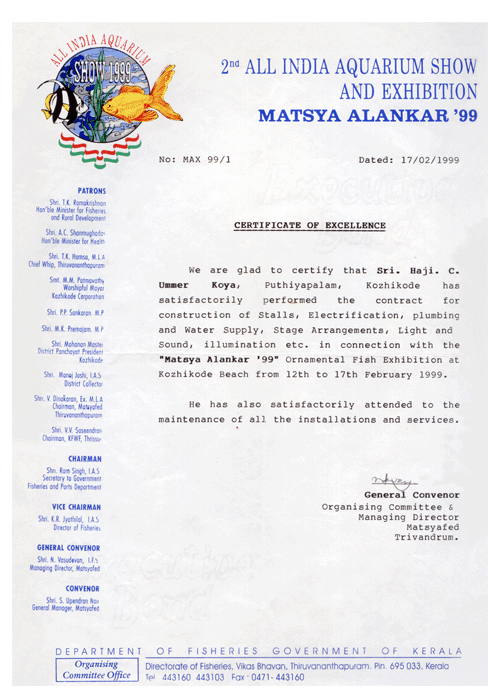 ALL INDIA AQUARIUM
SHOW 1999
2nd ALL INDIA AQUARIUM SHOW
AND EXHIBITION
MATSYA ALANKAR '99
No: MAX 99/1 Dated: 17/02/1999
CERTIFICATE OF EXCELLENCE
We are glad to certify that Sri. Haji. C.
Ummer Koya, Puthiyapalam, Kozhikode has
satisfactorily performed the contract for
construction of Stalls, Electrification, plumbing
and Water Supply, Stage Arrangements, Light and
Sound, illumination etc. in connection with the
"Matsya Alankar '99" Ornamental Fish Exhibition at
Kozhikode Beach from 12th to 17th February 1999.
He has also satisfactorily attended to the
maintenance of all the installations and services.
General Convenor
Organising Committee &
Managing Director
Matsyafed
Trivandrum.
PATRONS
Shri. T.K. Ramakrishnan
Hon'ble Minister for Fisheries
and Rural Development
Shri. A.C. Shanmughadas
Hon'ble Minister for Health
Shri. T.K. Hamsa, M.L.A
Chief Whip, Thiruvananthapuram
Smt. M.M. Patmavathy
Worshipful Mayor
Kozhikode Corporation
Shri. P.P. Sankaran. M.P
Shri. M.K. Premajam. M.P
Shri. Mohanan Master
District Panchayat President
Kozhikode
Shri. Manoj Joshi, I.A.S
District Collector
Shri. V. Dinakaran, Ex. M.L.A
Chairman, Matsyafed
Thiruvananthapuram
Shri. V.V. Saseendran
Chairman, KFWF, Thrissur
CHAIRMAN
Shri. Ram Singh, I.A.S
Secretary to Government
Fisheries and Ports Department
VICE CHAIRMAN
Shri. K.R. Jyothilal, I.A.S
Director of Fisheries
GENERAL CONVENOR
Shri. N. Vasudevan, I.F.S
Managing Director, Matsyafed
CONVENOR
Shri. S. Upendran Nair
General Manager, Matsyafed
DEPARTMENT OF FISHERIES GOVERNMENT OF KERALA
Organising
Committee Office
Directorate of Fisheries, Vikas Bhavan, Thiruvananthapuram. Pin. 695 033, Kerala
Tel 443160 443103 Fax : 0471- 443160